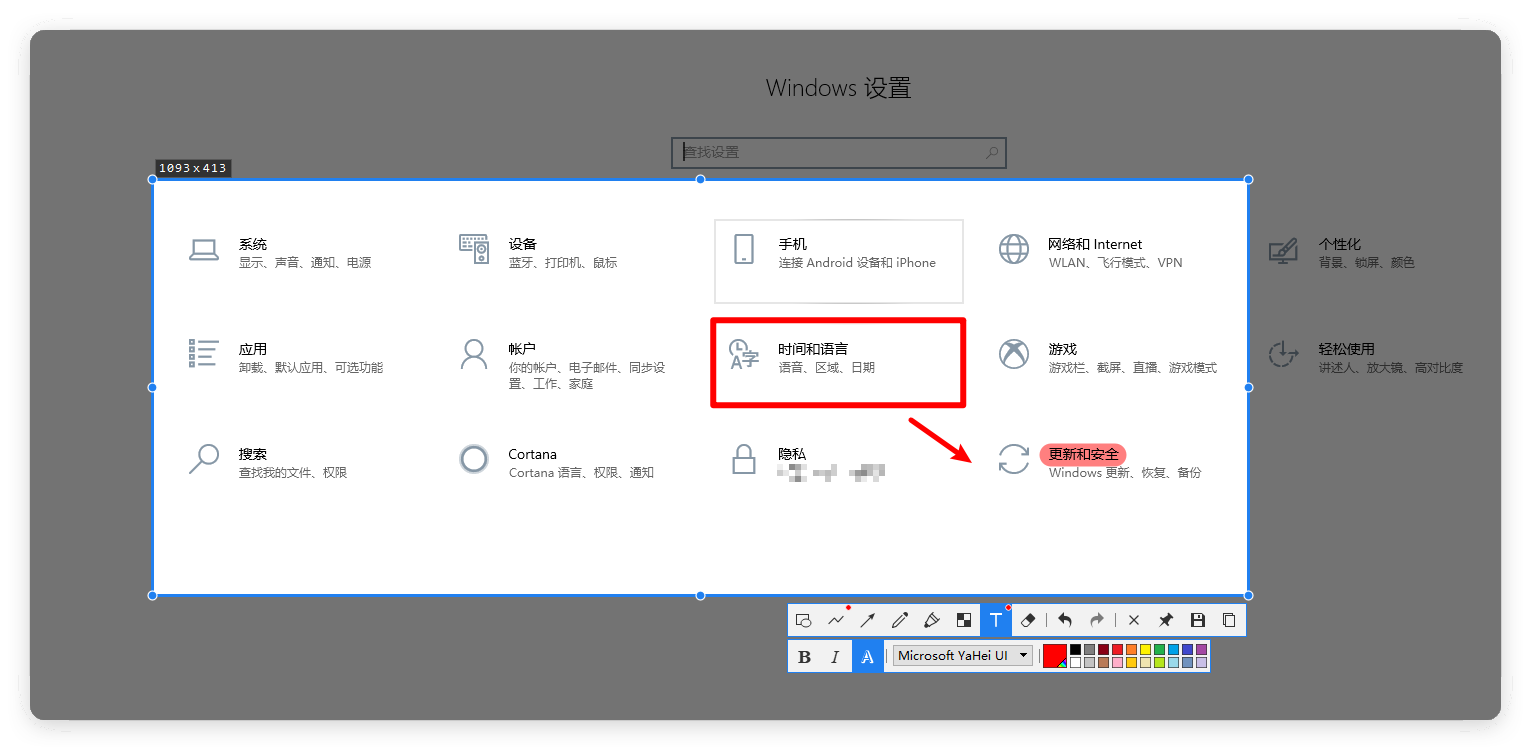 Windows 设置
查找设置
1093x413
系统
显示、声音、通知、电源
设备
蓝牙、打印机、鼠标
手机
连接 Android 设备和 iPhone
网络和 Internet
WLAN、飞行模式、VPN
个性化
背景、锁屏、颜色
应用
卸载、默认应用、可选功能
帐户
你的帐户、电子邮件、同步设
置、工作、家庭
时间和语言
语音、区域、日期
游戏
游戏栏、截屏、直播、游戏模式
轻松使用
讲述人、放大镜、高对比度
搜索
查找我的文件、权限
Cortana
Cortana 语言、权限、通知
隐私
更新和安全
Windows 更新、恢复、备份
T
B I A Microsoft YaHei UI